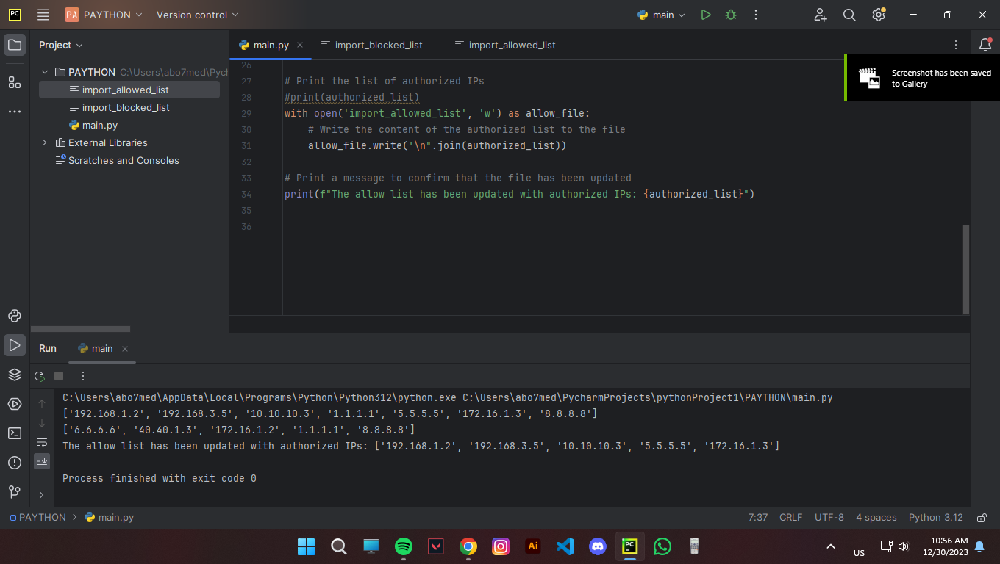 PC
PA PAYTHON
Version control
main
Project
main.py
import_blocked_list
import_allowed_list
Screenshot has been saved
to Gallery
PAYTHON C:\Users\abo7med\Pych
import_allowed_list
import_blocked_list
main.py
External Libraries
Scratches and Consoles
26
27 # Print the list of authorized IPs
28 #print(authorized_list)
29 with open('import_allowed_list', 'w') as allow_file:
30 # Write the content of the authorized list to the file
31 allow_file.write("\n".join(authorized_list))
32
33 # Print a message to confirm that the file has been updated
34 print(f"The allow list has been updated with authorized IPs: {authorized_list}")
35
36
Run
main
C:\Users\abo7med\AppData\Local\Programs\Python\Python312\python.exe C:\Users\abo7med\PycharmProjects\pythonProject1\PAYTHON\main.py
['192.168.1.2', '192.168.3.5', '10.10.10.3', '1.1.1.1', '5.5.5.5', '172.16.1.3', '8.8.8.8']
['6.6.6.6', '40.40.1.3', '172.16.1.2', '1.1.1.1', '8.8.8.8']
The allow list has been updated with authorized IPs: ['192.168.1.2', '192.168.3.5', '10.10.10.3', '5.5.5.5', '172.16.1.3']
Process finished with exit code 0
PAYTHON
main.py
7:37 CRLF UTF-8 4 spaces Python 3.12
Ai
PC
US
10:56 AM
12/30/2023